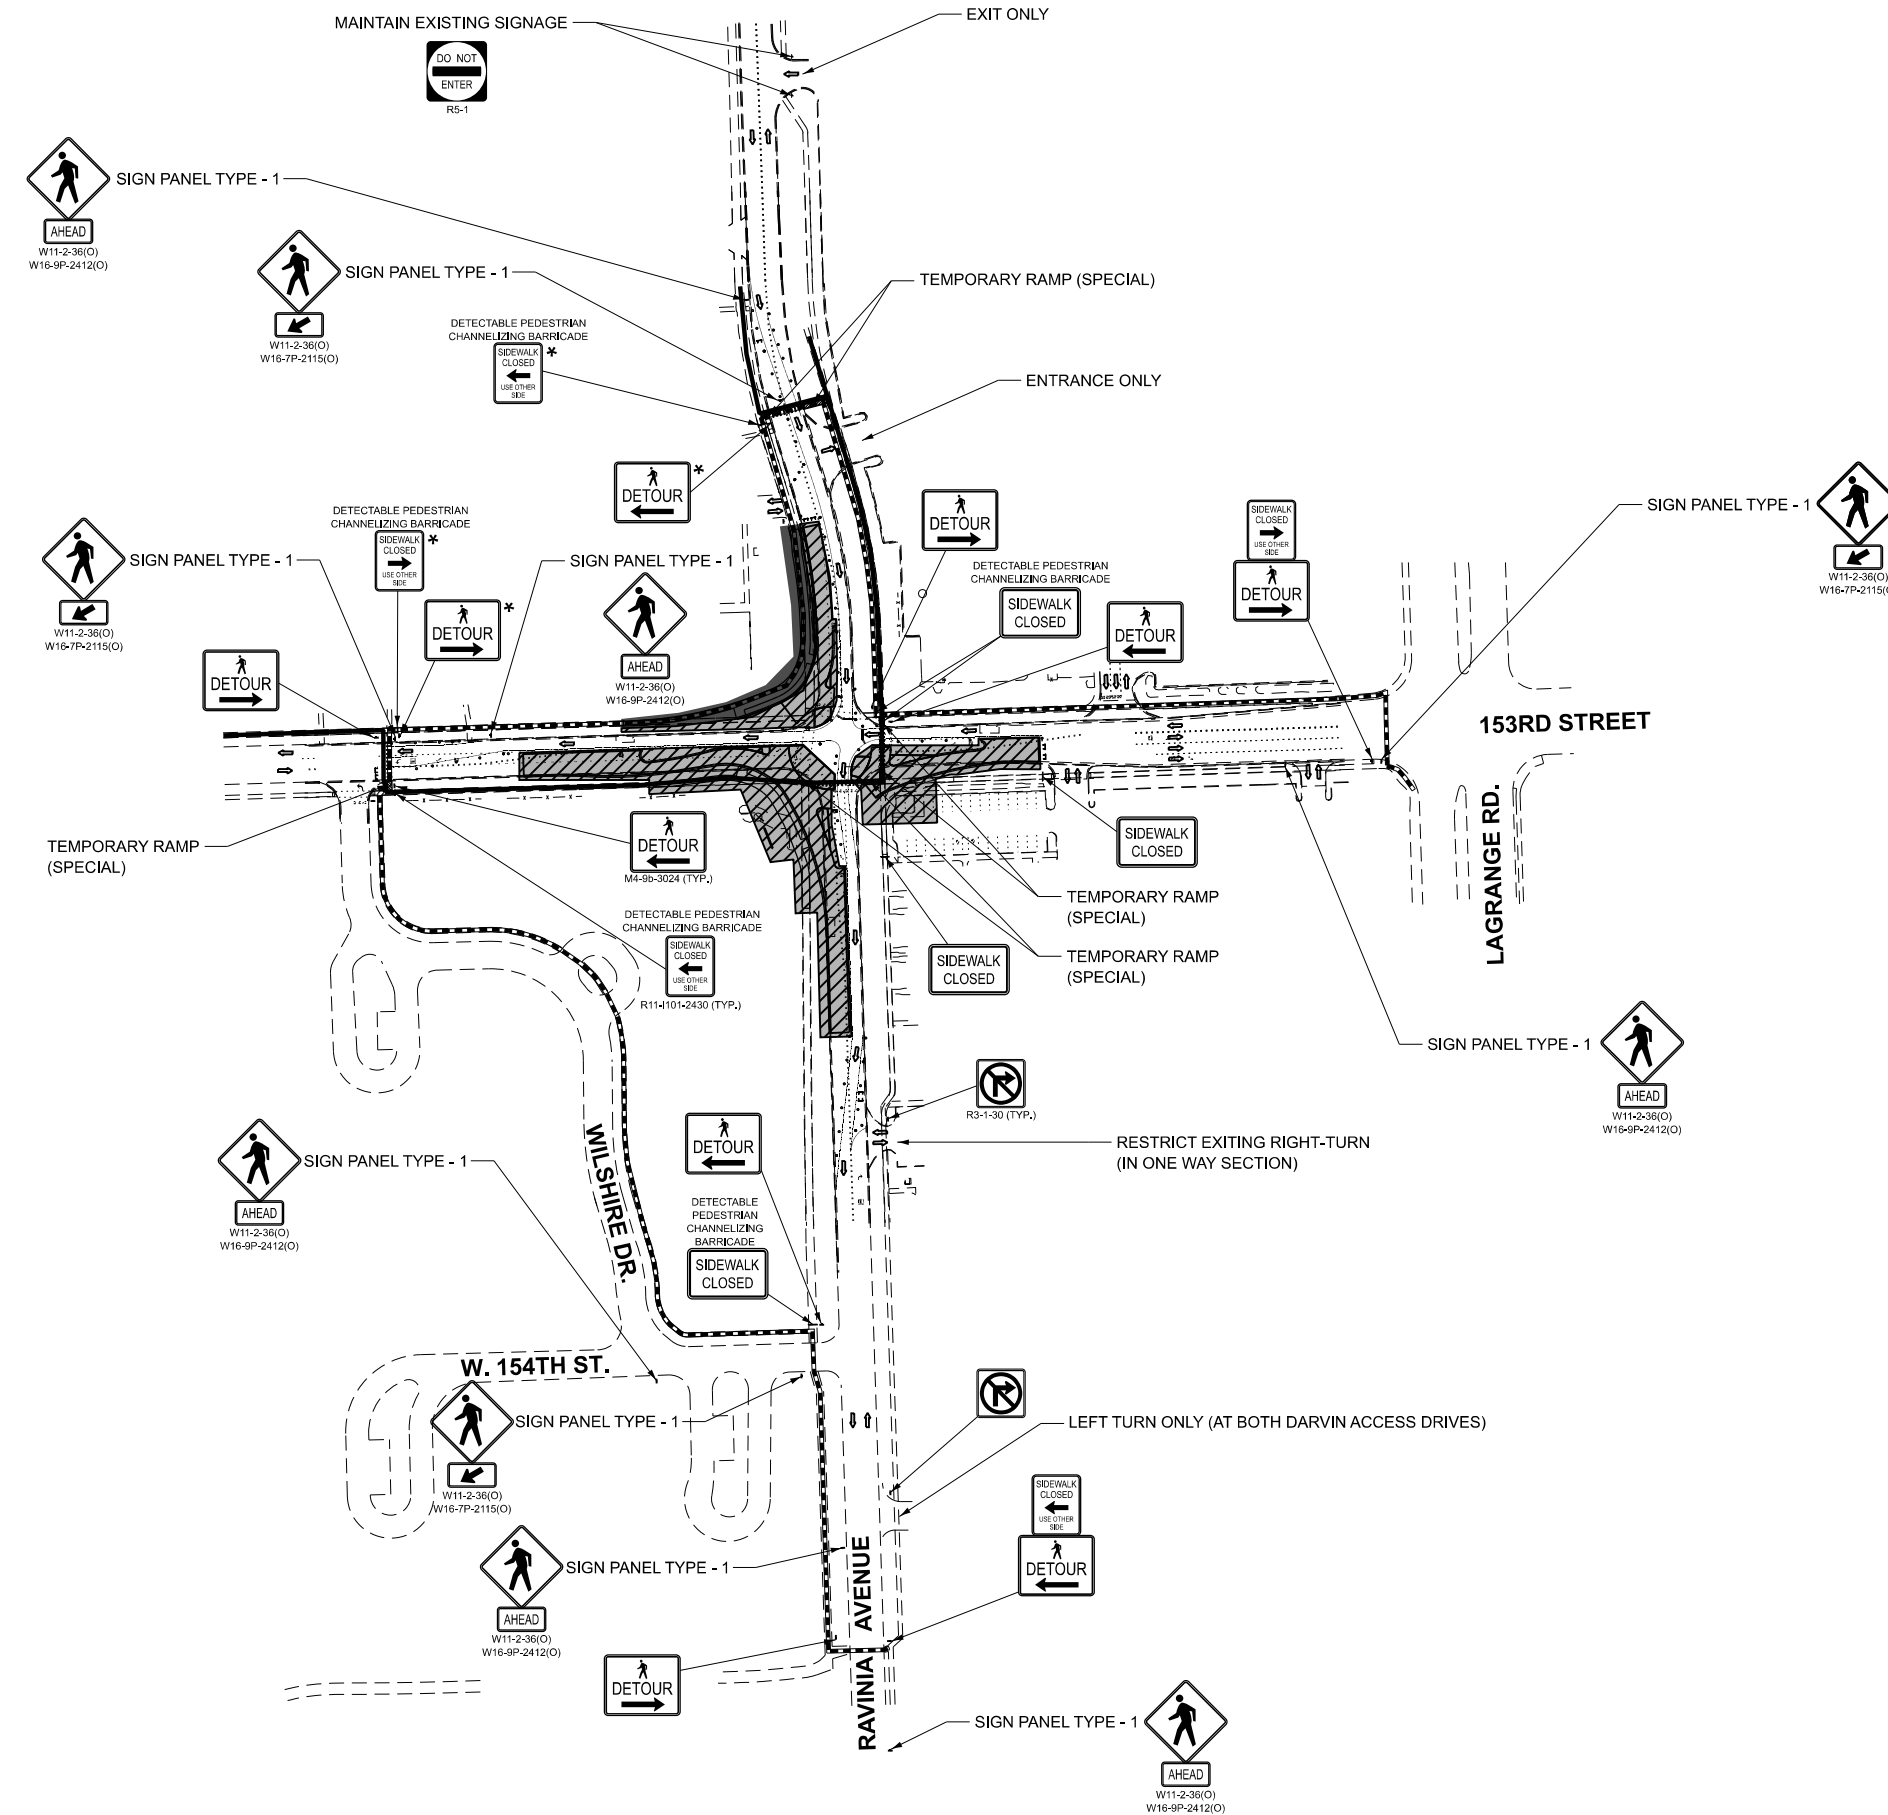 MAINTAIN EXISTING SIGNAGE
EXIT ONLY
DO NOT
ENTER
R5-1
SIGN PANEL TYPE - 1
AHEAD
W11-2-36(O)
W16-9P-2412(O)
SIGN PANEL TYPE - 1
W11-2-36(O)
W16-7P-2115(O)
TEMPORARY RAMP (SPECIAL)
DETECTABLE PEDESTRIAN
CHANNELIZING BARRICADE
SIDEWALK
CLOSED
USE OTHER
SIDE
*
ENTRANCE ONLY
DETOUR
*
DETOUR
SIDEWALK
CLOSED
USE OTHER
SIDE
DETOUR
SIGN PANEL TYPE - 1
W11-2-36(O)
W16-7P-2115(O
DETECTABLE PEDESTRIAN
CHANNELIZING BARRICADE
SIDEWALK
CLOSED
USE OTHER
SIDE
*
SIGN PANEL TYPE - 1
W11-2-36(O)
W16-7P-2115(O)
SIGN PANEL TYPE - 1
AHEAD
W11-2-36(O)
W16-9P-2412(O)
DETOUR
*
DETOUR
DETECTABLE PEDESTRIAN
CHANNELIZING BARRICADE
SIDEWALK
CLOSED
DETOUR
153RD STREET
LAGRANGE RD.
TEMPORARY RAMP
(SPECIAL)
DETOUR
M4-9b-3024 (TYP.)
SIDEWALK
CLOSED
TEMPORARY RAMP
(SPECIAL)
DETECTABLE PEDESTRIAN
CHANNELIZING BARRICADE
SIDEWALK
CLOSED
USE OTHER
SIDE
R11-I101-2430 (TYP.)
SIDEWALK
CLOSED
TEMPORARY RAMP
(SPECIAL)
SIGN PANEL TYPE - 1
AHEAD
W11-2-36(O)
W16-9P-2412(O)
R3-1-30 (TYP.)
RESTRICT EXITING RIGHT-TURN
(IN ONE WAY SECTION)
SIGN PANEL TYPE - 1
AHEAD
W11-2-36(O)
W16-9P-2412(O)
WILSHIRE DR.
DETOUR
DETECTABLE
PEDESTRIAN
CHANNELIZING
BARRICADE
SIDEWALK
CLOSED
W. 154TH ST.
SIGN PANEL TYPE - 1
W11-2-36(O)
W16-7P-2115(O)
LEFT TURN ONLY (AT BOTH DARVIN ACCESS DRIVES)
SIDEWALK
CLOSED
USE OTHER
SIDE
DETOUR
SIGN PANEL TYPE - 1
AHEAD
W11-2-36(O)
W16-9P-2412(O)
DETOUR
RAVINIA AVENUE
SIGN PANEL TYPE - 1
AHEAD
W11-2-36(O)
W16-9P-2412(O)